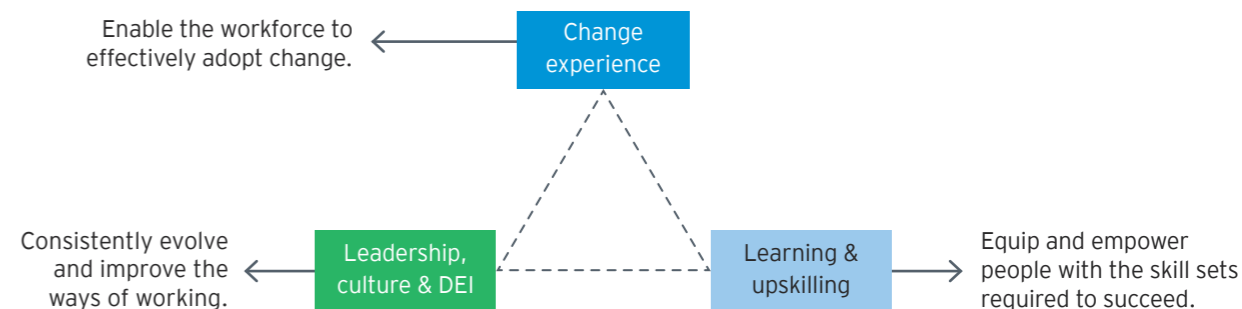 Enable the workforce to
effectively adopt change.
Change
experience
Consistently evolve
and improve the
ways of working.
Leadership,
culture & DEI
Learning &
upskilling
Equip and empower
people with the skill sets
required to succeed.